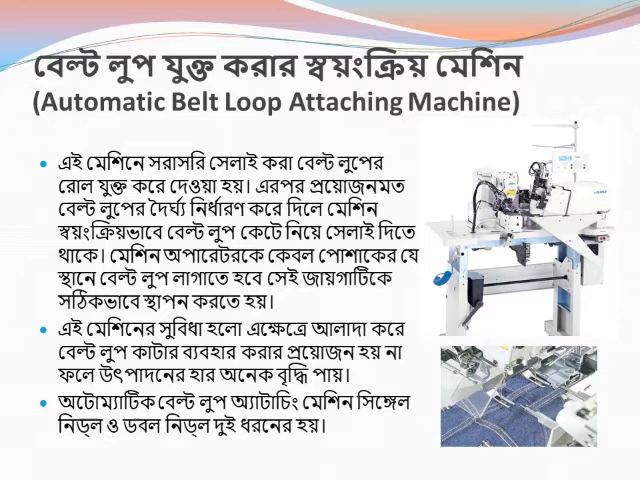 বেল্ট লুপ যুক্ত করার স্বয়ংক্রিয় মেশিন
(Automatic Belt Loop Attaching Machine)
• এই মেশিনে সরাসরি সেলাই করা বেল্ট লুপের
রোল যুক্ত করে দেওয়া হয়। এরপর প্রয়োজনমত
বেল্ট লুপের দৈর্ঘ্য নির্ধারণ করে দিলে মেশিন
স্বয়ংক্রিয়ভাবে বেল্ট লুপ কেটে নিয়ে সেলাই দিতে
থাকে। মেশিন অপারেটরকে কেবল পোশাকের যে
স্থানে বেল্ট লুপ লাগাতে হবে সেই জায়গাটিকে
সঠিকভাবে স্থাপন করতে হয়।
• এই মেশিনের সুবিধা হলো এক্ষেত্রে আলাদা করে
বেল্ট লুপ কাটার ব্যবহার করার প্রয়োজন হয় না
ফলে উৎপাদনের হার অনেক বৃদ্ধি পায়।
• অটোম্যাটিক বেল্ট লুপ অ্যাটাচিং মেশিন সিঙ্গেল
নিড্ল ও ডবল নিড্ল দুই ধরনের হয়।